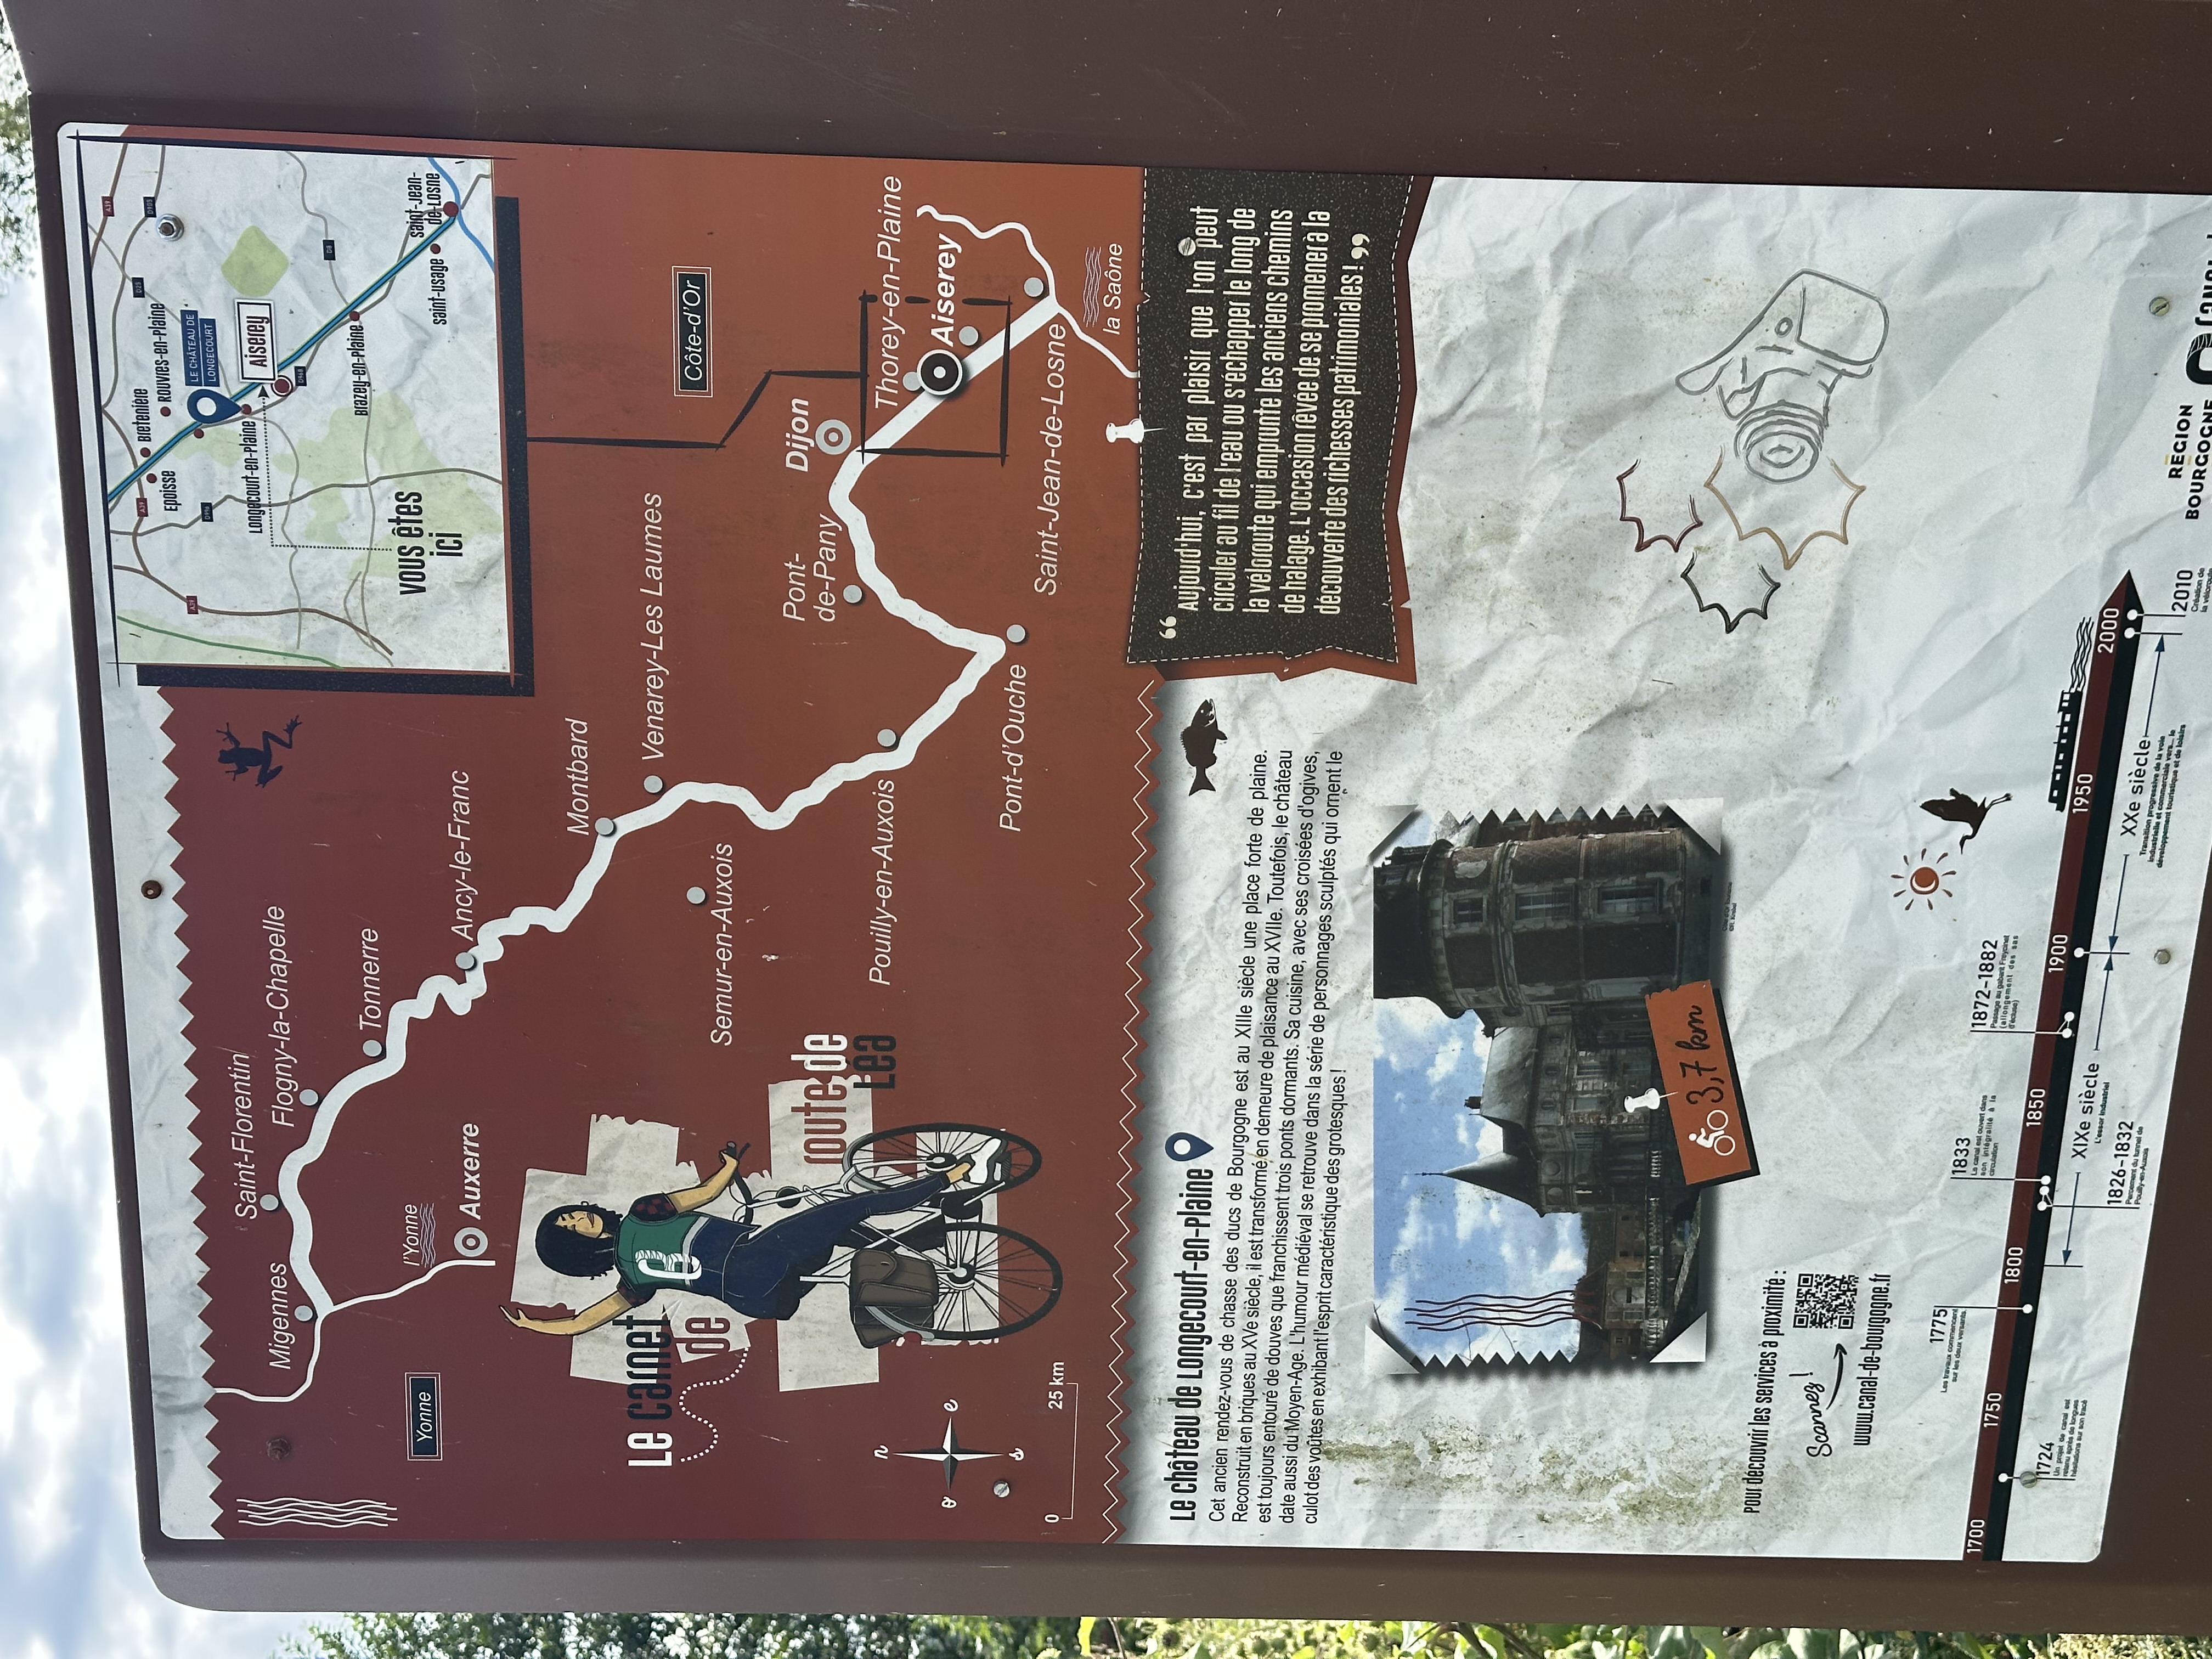 Saint-Florentin
Migennes
Flogny-la-Chapelle
Tonnerre
Yonne
l'Yonne
Auxerre
Ancy-le-Franc
Montbard
Venarey-Les Laumes
Semur-en-Auxois
Côte-d'Or
Pont-
de-Pany
Dijon
Pouilly-en-Auxois
Thorey-en-Plaine
Aiserey
Pont-d'Ouche
Saint-Jean-de-Losne
la Saône
A39
A39
A39
D25
D905
D996
D968
D8
Bretenière
Epoisse
Rouvres-en-plaine
LE CHÂTEAU DE
LONGECOURT
Longecourt-en-plaine
Aiserey
Brazey-en-plaine
vous êtes
ici
saint-usage
saint-jean-
de-Losne
Le carnet
de
route de
Léa
n
o e
s
0 25 km
Le château de Longecourt-en-plaine
Cet ancien rendez-vous de chasse des ducs de Bourgogne est au XIIIe siècle une place forte de plaine.
Reconstruit en briques au XVe siècle, il est transformé en demeure de plaisance au XVIIe. Toutefois, le château
est toujours entouré de douves que franchissent trois ponts dormants. Sa cuisine, avec ses croisées d'ogives,
date aussi du Moyen-Age. L'humour médiéval se retrouve dans la série de personnages sculptés qui ornent le
culot des voûtes en exhibant l'esprit caractéristique des grotesques !
“ Aujourd'hui, c'est par plaisir que l'on peut
circuler au fil de l'eau ou s'échapper le long de
la véloroute qui emprunte les anciens chemins
de halage. L'occasion rêvée de se promener à la
découverte des richesses patrimoniales ! ”
3,7 km
Côte d'Or Tourisme
Pour découvrir les services à proximité :
Scannez !
www.canal-de-bourgogne.fr
1775
Les travaux commencent
sur les deux versants.
1833
Le canal est ouvert dans
son intégralité à la
circulation
1872-1882
Passage au gabarit Freycinet
(allongement des sas
d'écluse)
1700
1750
1800
1850
1900
1950
2000
1724
Un projet de canal est
retenu après de longues
hésitations sur son tracé
XIXe siècle
L'essor industriel
1826-1832
Percement du tunnel de
Pouilly-en-Auxois
XXe siècle
Transition progressive de la voie
industrielle et commerciale vers... le
développement touristique et de loisirs
2010
Création de
la véloroute
RÉGION
BOURGOGNE